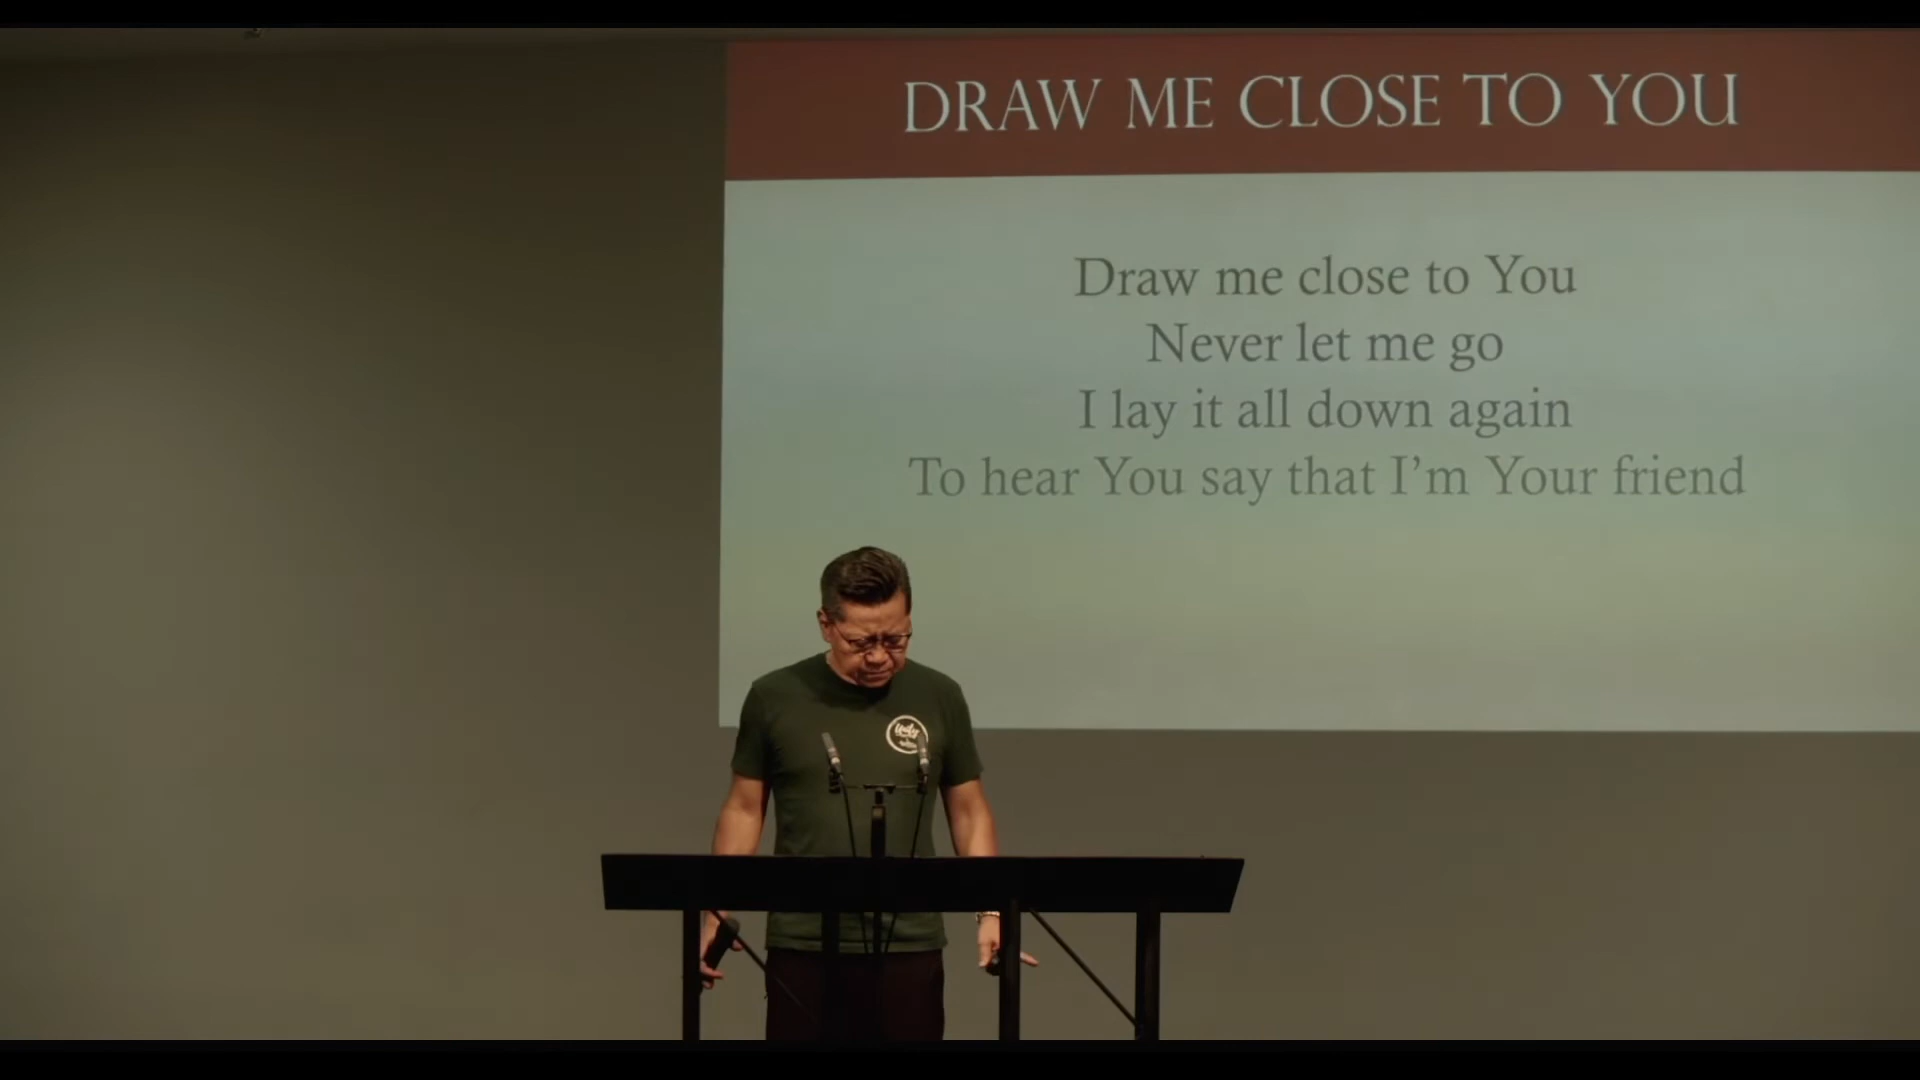 DRAW ME CLOSE TO YOU
Draw me close to You
Never let me go
I lay it all down again
To hear You say that I'm Your friend